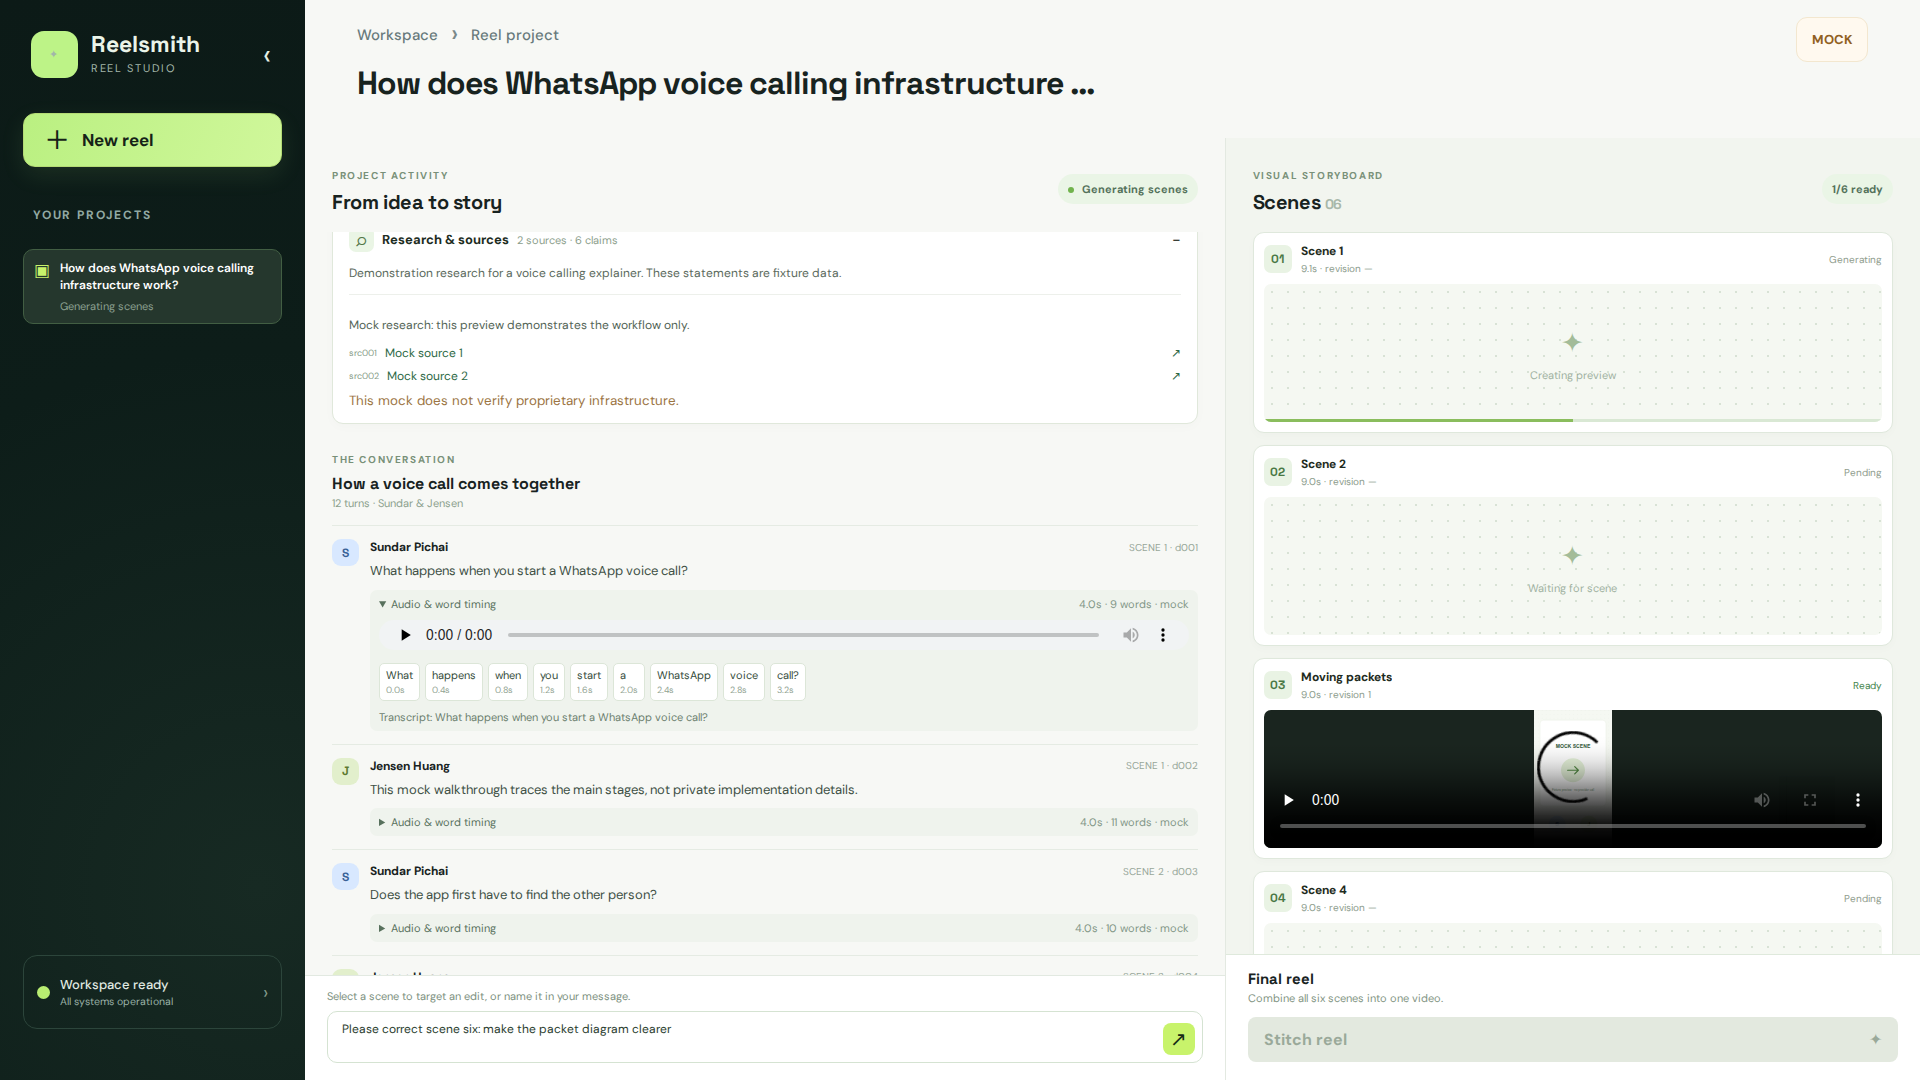 Reelsmith
REEL STUDIO
New reel
YOUR PROJECTS
How does WhatsApp voice calling
infrastructure work?
Generating scenes
Workspace ready
All systems operational
Workspace › Reel project
MOCK
How does WhatsApp voice calling infrastructure ...
PROJECT ACTIVITY
From idea to story
Generating scenes
Research & sources 2 sources · 6 claims
Demonstration research for a voice calling explainer. These statements are fixture data.
Mock research: this preview demonstrates the workflow only.
src001 Mock source 1 ↗
src002 Mock source 2 ↗
This mock does not verify proprietary infrastructure.
THE CONVERSATION
How a voice call comes together
12 turns · Sundar & Jensen
S Sundar Pichai SCENE 1 · d001
What happens when you start a WhatsApp voice call?
Audio & word timing 4.0s · 9 words · mock
0:00 / 0:00
What happens when you start a WhatsApp voice call?
0.0s 0.4s 0.8s 1.2s 1.6s 2.0s 2.4s 2.8s 3.2s
Transcript: What happens when you start a WhatsApp voice call?
J Jensen Huang SCENE 1 · d002
This mock walkthrough traces the main stages, not private implementation details.
Audio & word timing 4.0s · 11 words · mock
S Sundar Pichai SCENE 2 · d003
Does the app first have to find the other person?
Audio & word timing 4.0s · 10 words · mock
Select a scene to target an edit, or name it in your message.
Please correct scene six: make the packet diagram clearer
VISUAL STORYBOARD
Scenes 06
1/6 ready
01 Scene 1 Generating
9.1s · revision —
Creating preview
02 Scene 2 Pending
9.0s · revision —
Waiting for scene
03 Moving packets Ready
9.0s · revision 1
MOCK SCENE
0:00
04 Scene 4 Pending
9.0s · revision —
Final reel
Combine all six scenes into one video.
Stitch reel